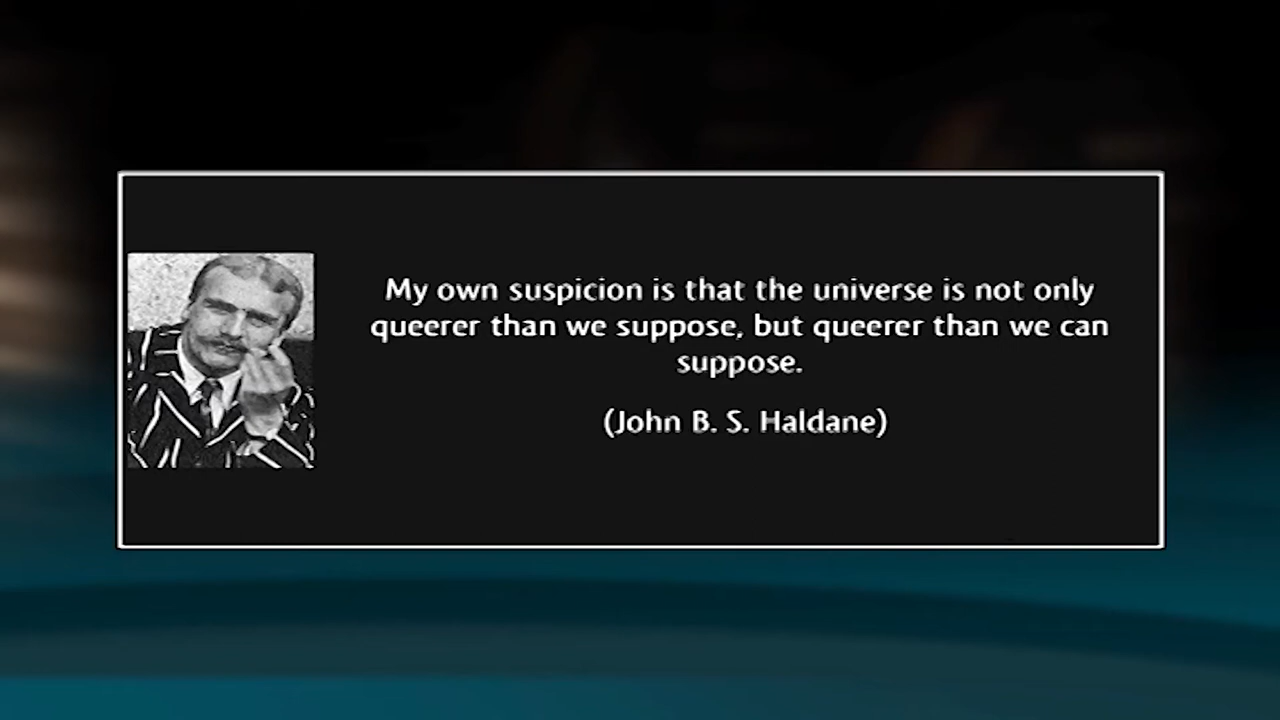 My own suspicion is that the universe is not only
queerer than we suppose, but queerer than we can
suppose.
(John B. S. Haldane)